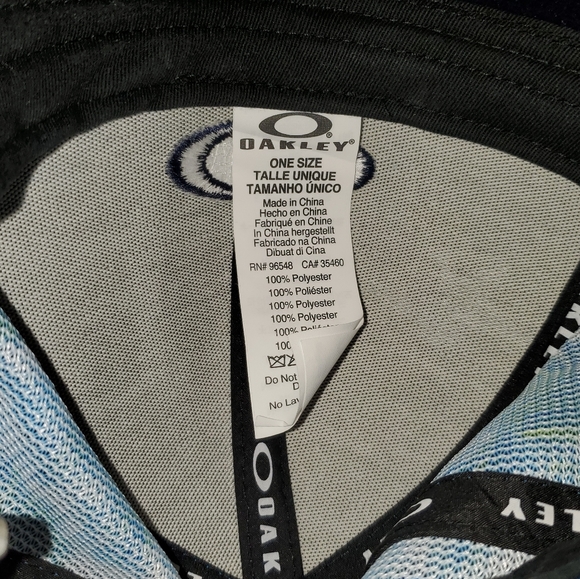 OAKLEY®
ONE SIZE
TALLE UNIQUE
TAMANHO ÚNICO
Made in China
Hecho en China
Fabriqué en Chine
In China hergestellt
Fabricado na China
Dibuat di Cina
RN# 96548 CA# 35460
100% Polyester
100% Poliéster
100% Polyester
100% Polyester
100%
Do Not
OAKLEY
LEY